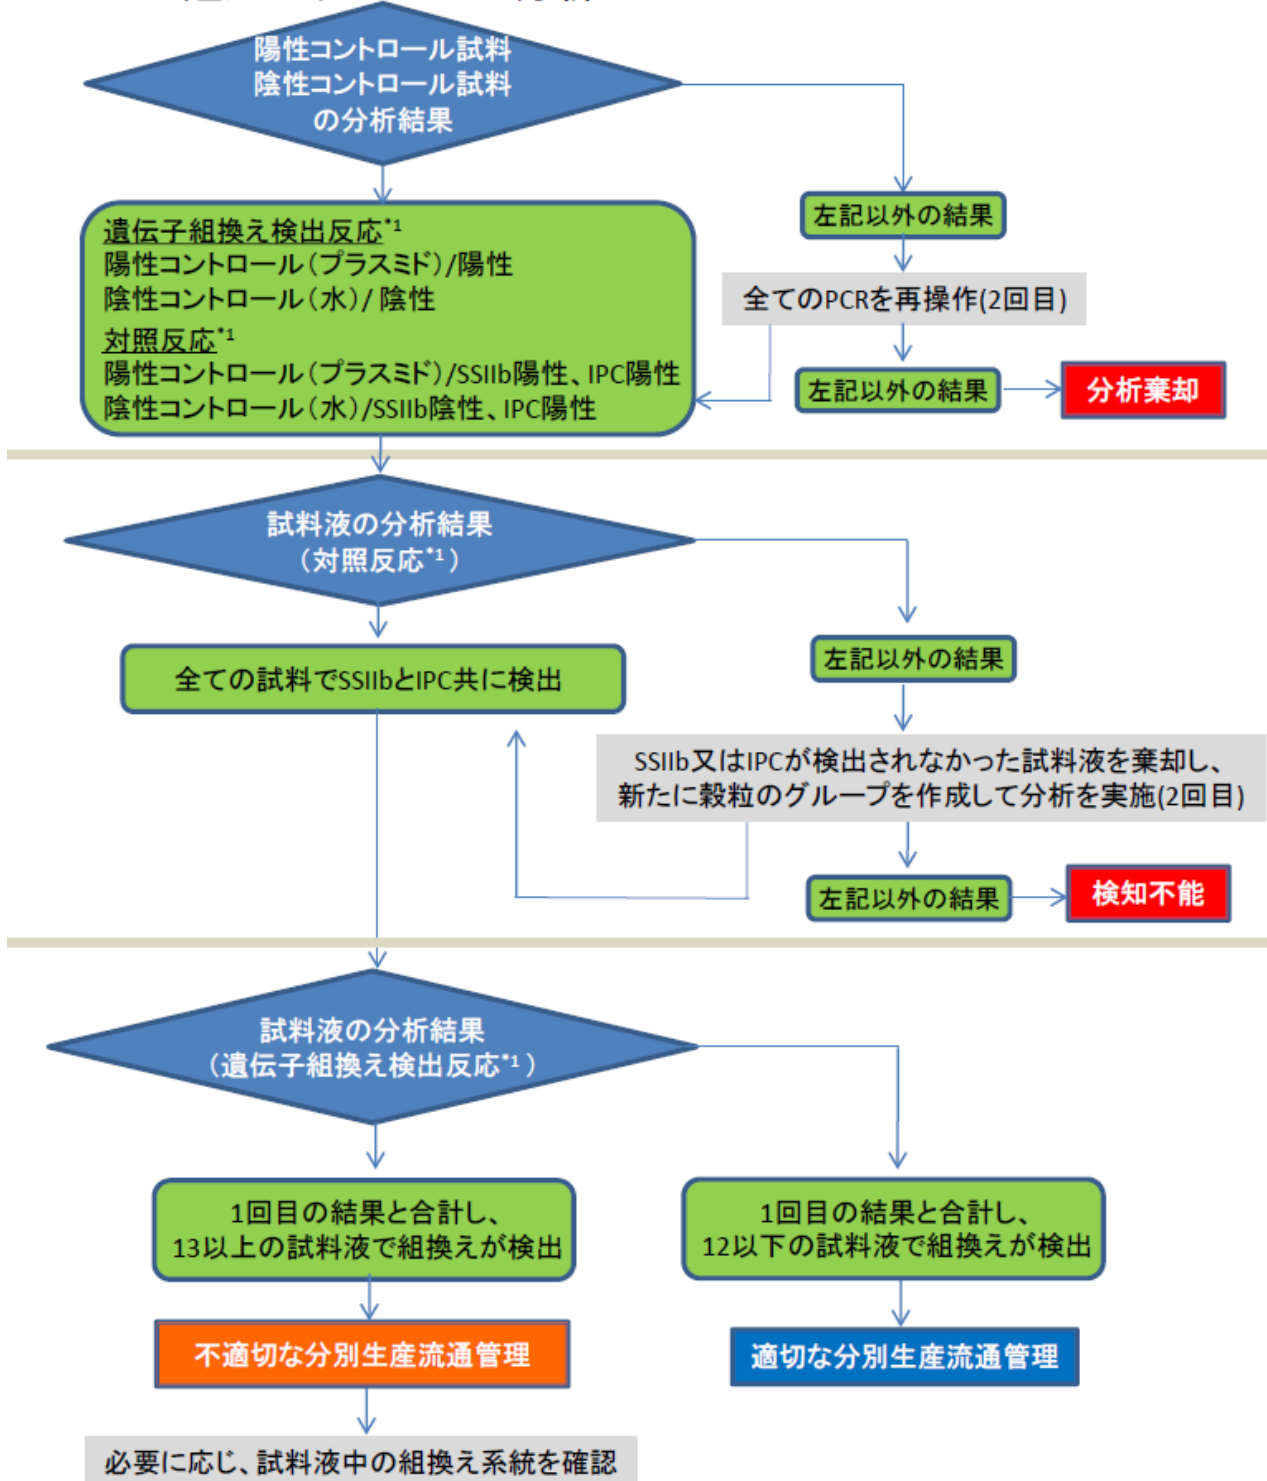 陽性コントロール試料
陰性コントロール試料
の分析結果
遺伝子組換え検出反応*1
陽性コントロール（プラスミド）/陽性
陰性コントロール（水）/ 陰性
対照反応*1
陽性コントロール（プラスミド）/SSIIb陽性、IPC陽性
陰性コントロール（水）/SSIIb陰性、IPC陽性
左記以外の結果
全てのPCRを再操作(2回目)
左記以外の結果
分析棄却
試料液の分析結果
（対照反応*1）
全ての試料でSSIIbとIPC共に検出
左記以外の結果
SSIIb又はIPCが検出されなかった試料液を棄却し、
新たに穀粒のグループを作成して分析を実施(2回目)
左記以外の結果
検知不能
試料液の分析結果
（遺伝子組換え検出反応*1）
1回目の結果と合計し、
13以上の試料液で組換えが検出
不適切な分別生産流通管理
必要に応じ、試料液中の組換え系統を確認
1回目の結果と合計し、
12以下の試料液で組換えが検出
適切な分別生産流通管理